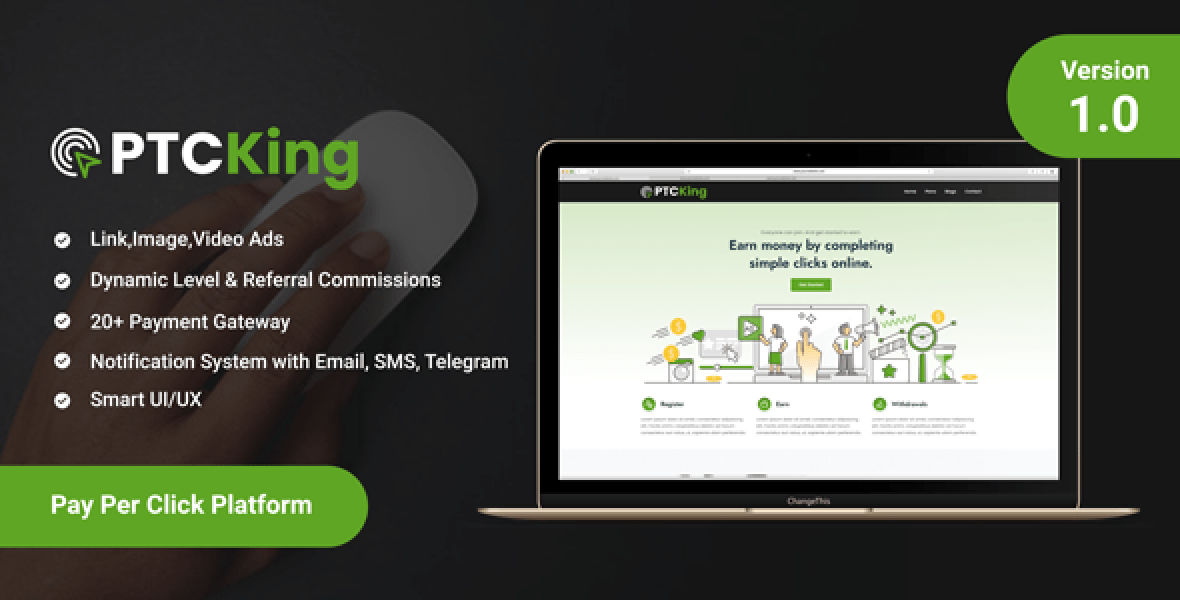 Version
1.0
PTCKing
Link,Image,Video Ads
Dynamic Level & Referral Commissions
20+ Payment Gateway
Notification System with Email, SMS, Telegram
Smart UI/UX
Pay Per Click Platform
PTCKing
Home Plans Blogs Contact
Earn money by completing
simple clicks online.
Get Started
Register Earn Withdrawals
ChangeThis